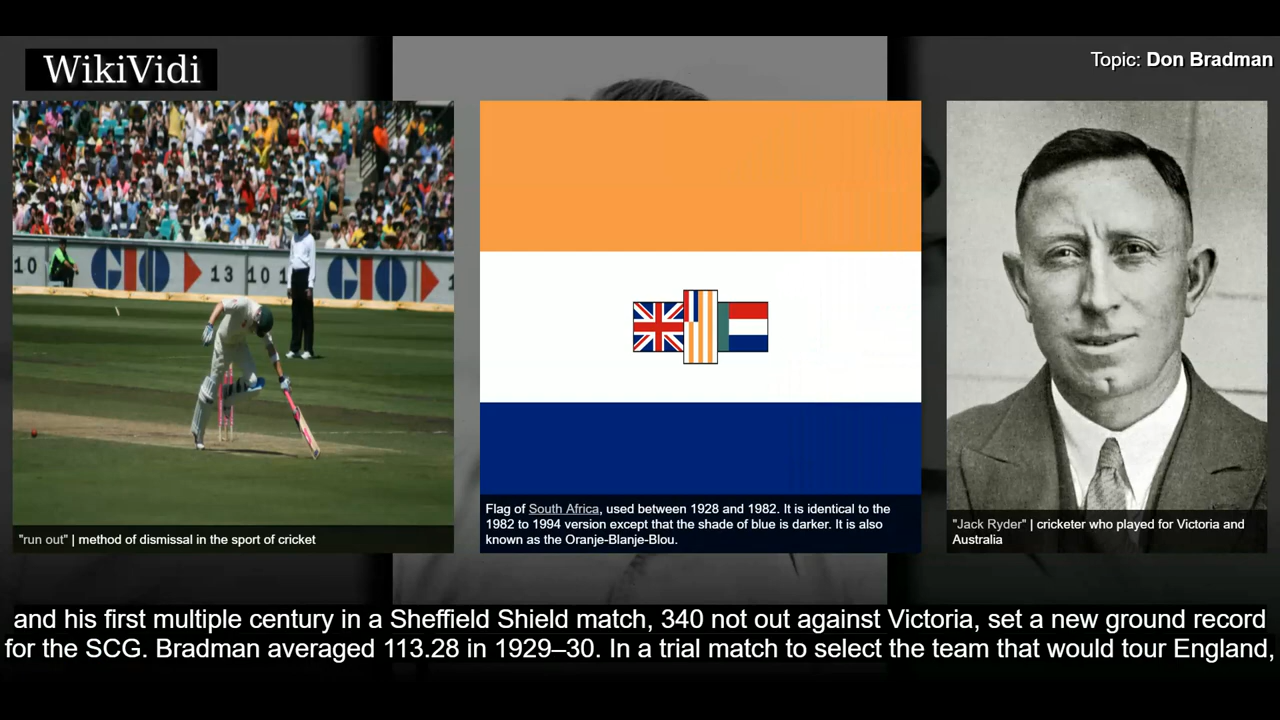 WikiVidi
Topic: Don Bradman
10
GIO
13 10 1
GIO
1
"run out" | method of dismissal in the sport of cricket
Flag of South Africa, used between 1928 and 1982. It is identical to the
1982 to 1994 version except that the shade of blue is darker. It is also
known as the Oranje-Blanje-Blou.
"Jack Ryder" | cricketer who played for Victoria and
Australia
and his first multiple century in a Sheffield Shield match, 340 not out against Victoria, set a new ground record
for the SCG. Bradman averaged 113.28 in 1929–30. In a trial match to select the team that would tour England,